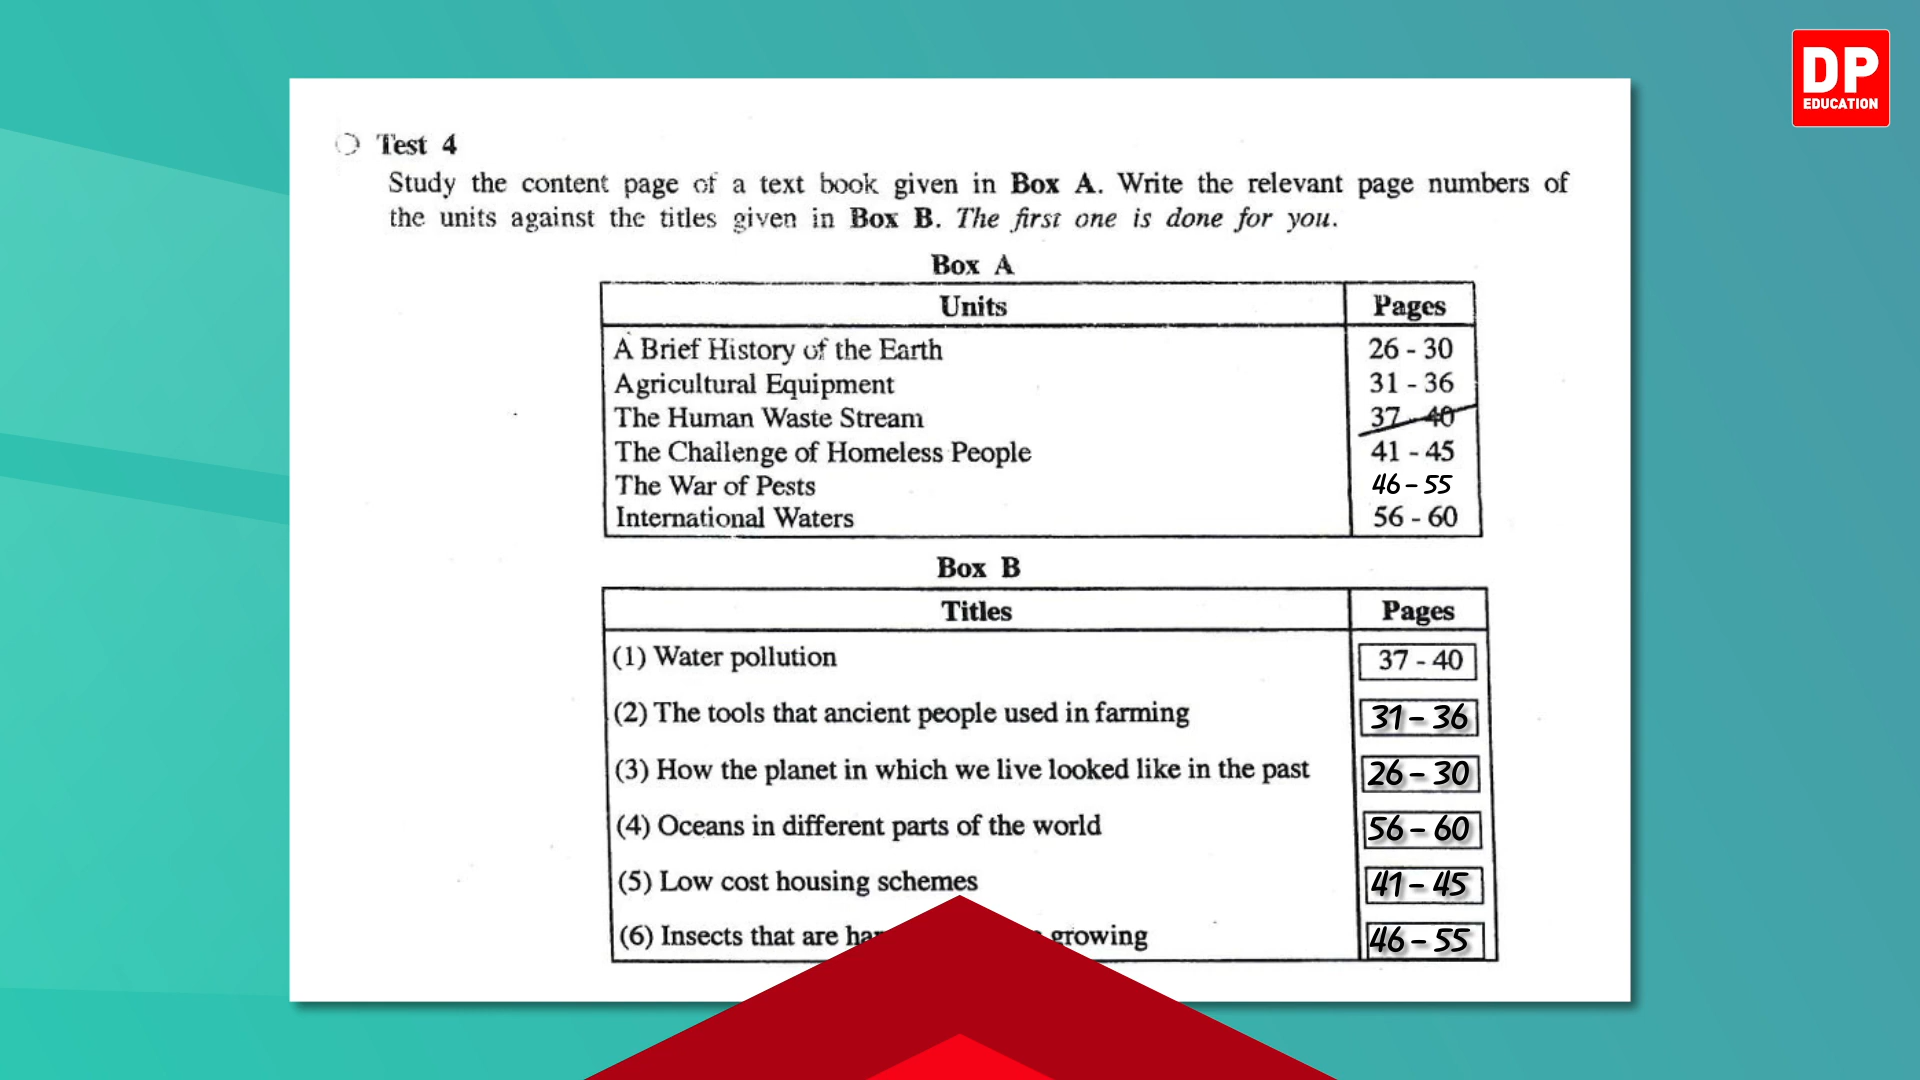 DP
EDUCATION
Test 4
Study the content page of a text book given in Box A. Write the relevant page numbers of
the units against the titles given in Box B. The first one is done for you.
Box A
Units Pages
A Brief History of the Earth 26 - 30
Agricultural Equipment 31 - 36
The Human Waste Stream 37 - 40
The Challenge of Homeless People 41 - 45
The War of Pests 46 - 55
International Waters 56 - 60
Box B
Titles Pages
(1) Water pollution 37 - 40
(2) The tools that ancient people used in farming 31 - 36
(3) How the planet in which we live looked like in the past 26 - 30
(4) Oceans in different parts of the world 56 - 60
(5) Low cost housing schemes 41 - 45
(6) Insects that are growing 46 - 55